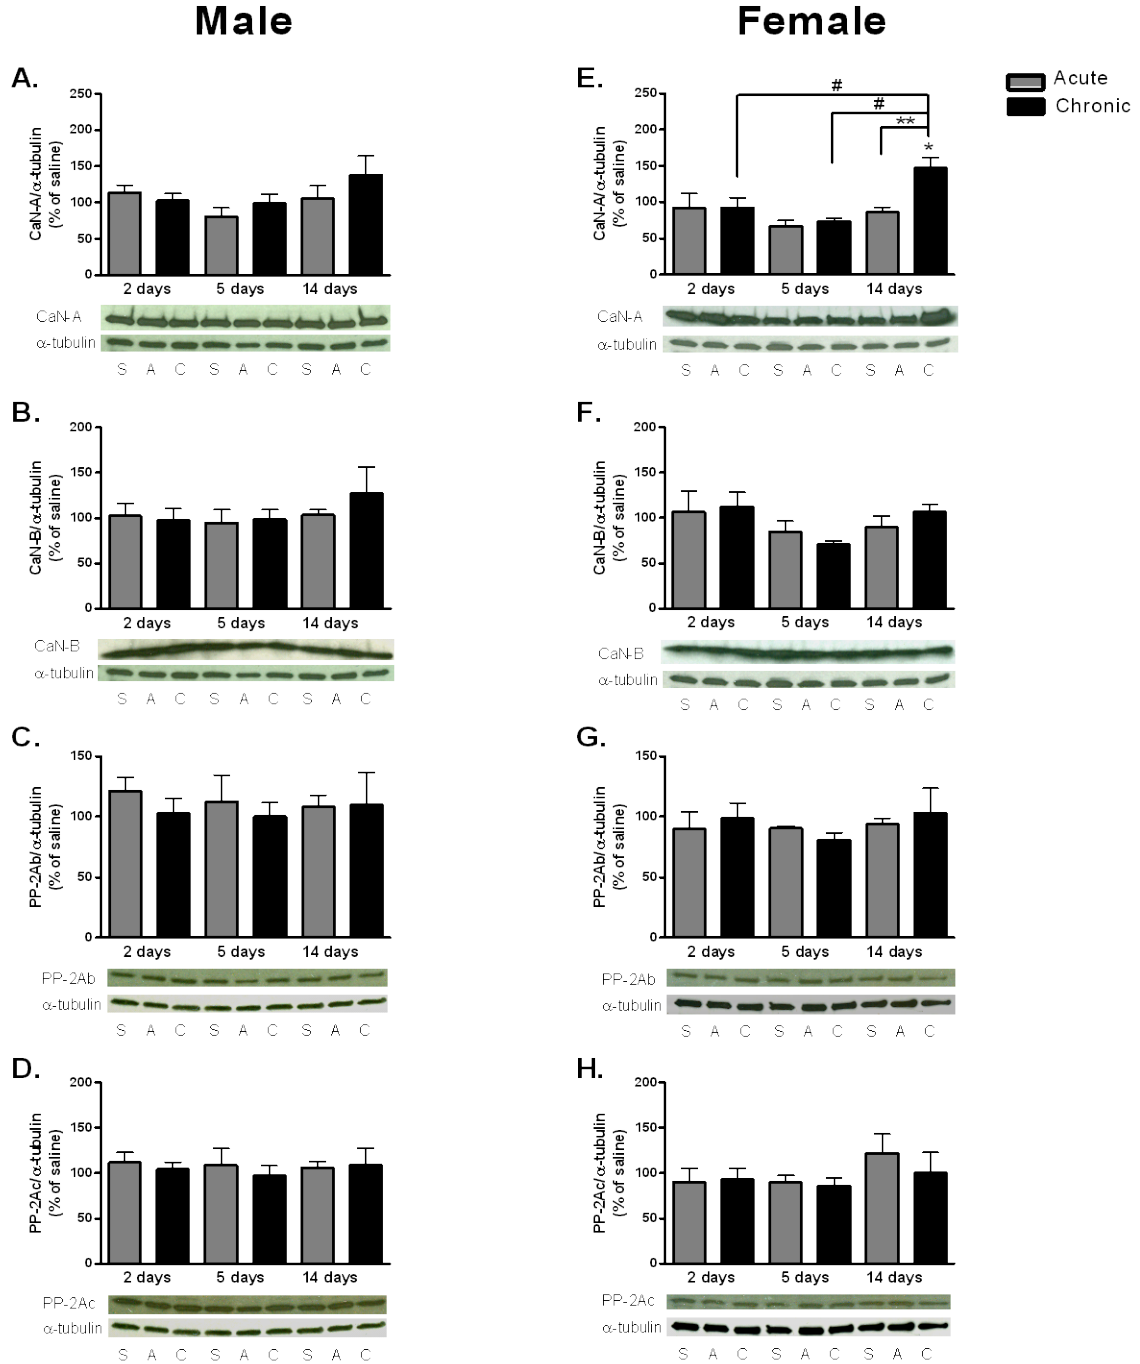 Male
Female
Acute
Chronic
A.
CaN-A/α-tubulin
(% of saline)
250
200
150
100
50
0
2 days 5 days 14 days
CaN-A
α-tubulin
S A C S A C S A C
E.
CaN-A/α-tubulin
(% of saline)
250
200
150
100
50
0
#
#
**
*
2 days 5 days 14 days
CaN-A
α-tubulin
S A C S A C S A C
B.
CaN-B/α-tubulin
(% of saline)
200
150
100
50
0
2 days 5 days 14 days
CaN-B
α-tubulin
S A C S A C S A C
F.
CaN-B/α-tubulin
(% of saline)
200
150
100
50
0
2 days 5 days 14 days
CaN-B
α-tubulin
S A C S A C S A C
C.
PP-2Ab/α-tubulin
(% of saline)
150
100
50
0
2 days 5 days 14 days
PP-2Ab
α-tubulin
S A C S A C S A C
G.
PP-2Ab/α-tubulin
(% of saline)
150
100
50
0
2 days 5 days 14 days
PP-2Ab
α-tubulin
S A C S A C S A C
D.
PP-2Ac/α-tubulin
(% of saline)
200
150
100
50
0
2 days 5 days 14 days
PP-2Ac
α-tubulin
S A C S A C S A C
H.
PP-2Ac/α-tubulin
(% of saline)
200
150
100
50
0
2 days 5 days 14 days
PP-2Ac
α-tubulin
S A C S A C S A C